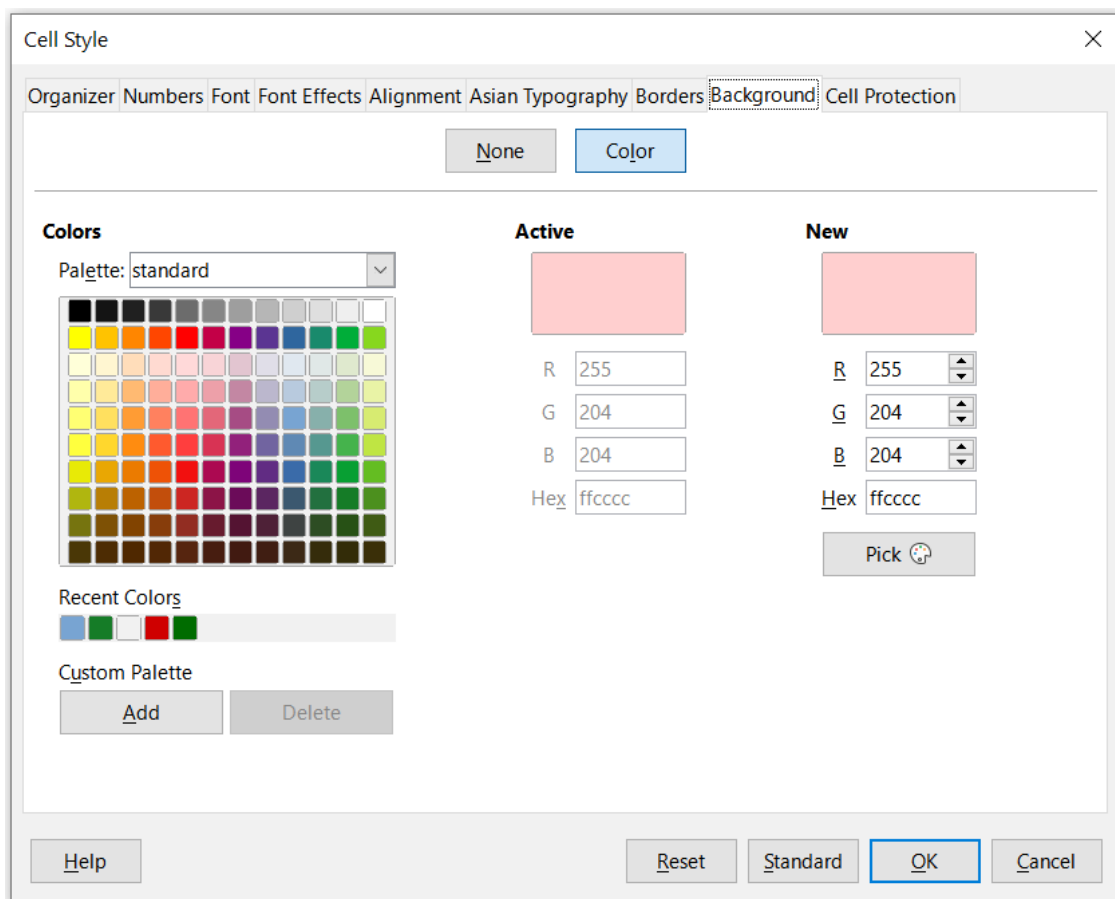 Cell Style
Organizer Numbers Font Font Effects Alignment Asian Typography Borders Background Cell Protection
None Color
Colors Active New
Palette: standard
R 255 R 255
G 204 G 204
B 204 B 204
Hex ffcccc Hex ffcccc
Pick
Recent Colors
Custom Palette
Add Delete
Help Reset Standard OK Cancel